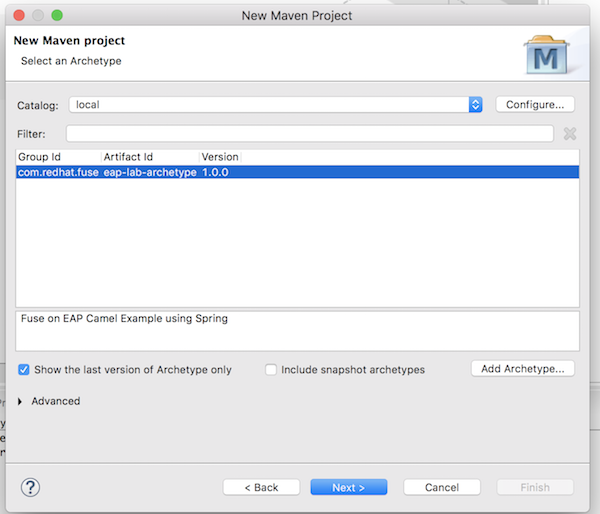 New Maven Project
New Maven project
Select an Archetype
M
Catalog: local Configure...
Filter:
Group Id Artifact Id Version
com.redhat.fuse eap-lab-archetype 1.0.0
Fuse on EAP Camel Example using Spring
Show the last version of Archetype only Include snapshot archetypes Add Archetype...
Advanced
? < Back Next > Cancel Finish